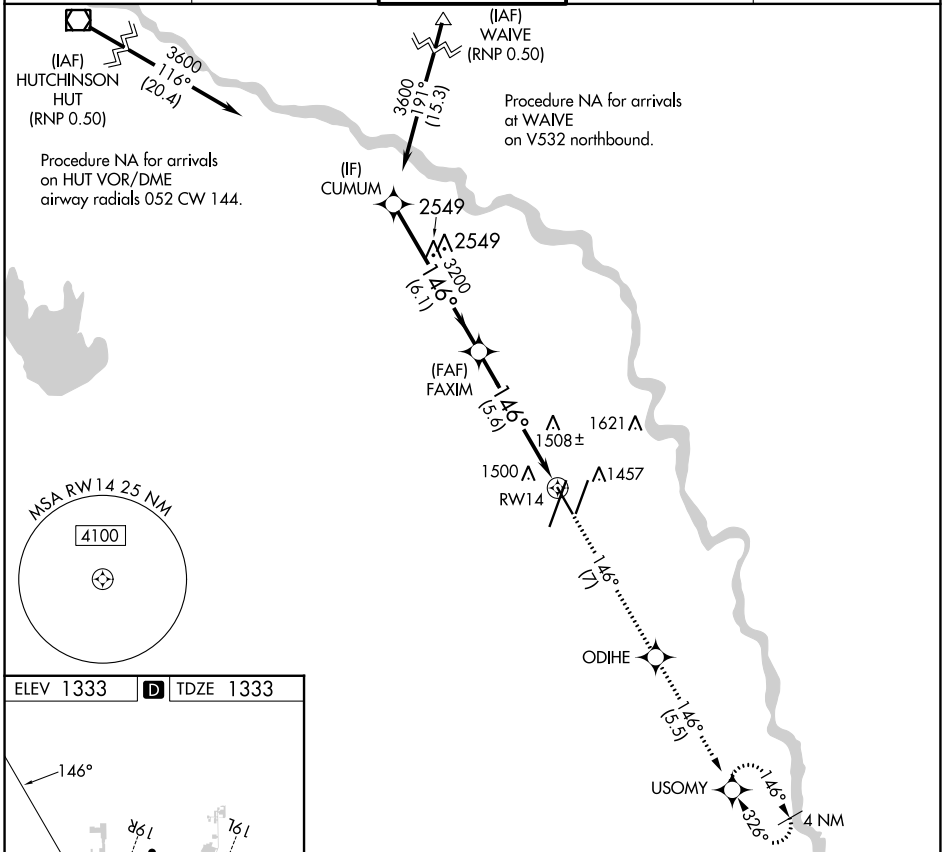 (IAF)
HUTCHINSON
HUT
(RNP 0.50)
3600
116°
(20.4)
(IAF)
WAIVE
(RNP 0.50)
3600
191°
(15.3)
Procedure NA for arrivals
at WAIVE
on V532 northbound.
Procedure NA for arrivals
on HUT VOR/DME
airway radials 052 CW 144.
(IF)
CUMUM
2549
2549
3200
146°
(6.1)
(FAF)
FAXIM
146°
(5.6)
1508±
1621
1500
1457
RW14
MSA RW14 25 NM
4100
146°
(7)
ODIHE
146°
(5.5)
USOMY
146°
326°
4 NM
ELEV 1333 D TDZE 1333
146°
19R
19L